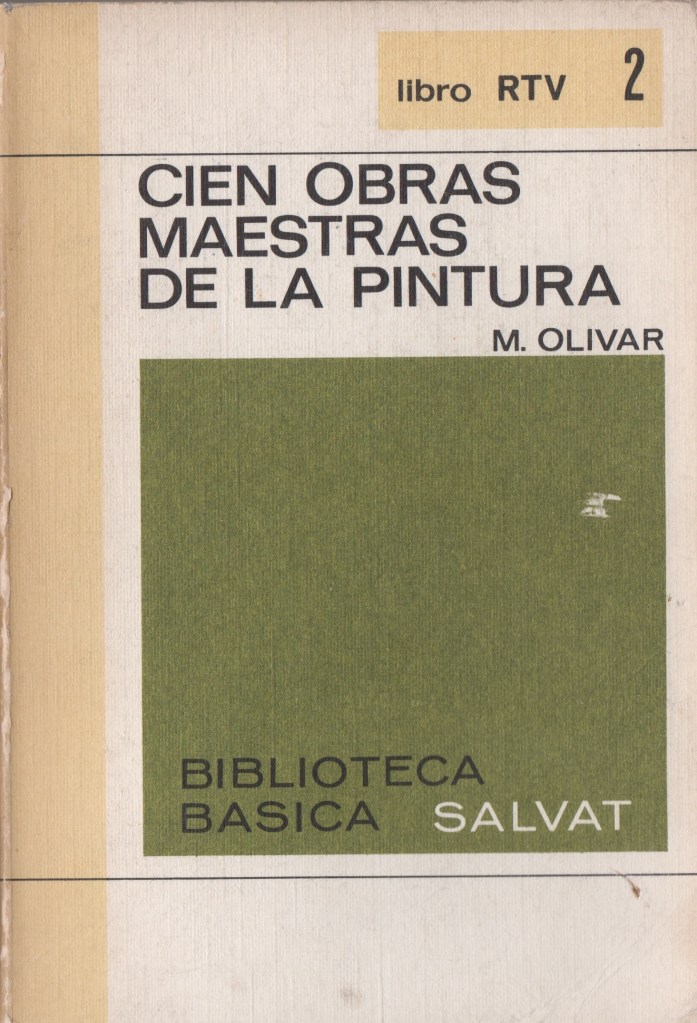 libro RTV 2
CIEN OBRAS
MAESTRAS
DE LA PINTURA
M. OLIVAR
BIBLIOTECA
BASICA SALVAT